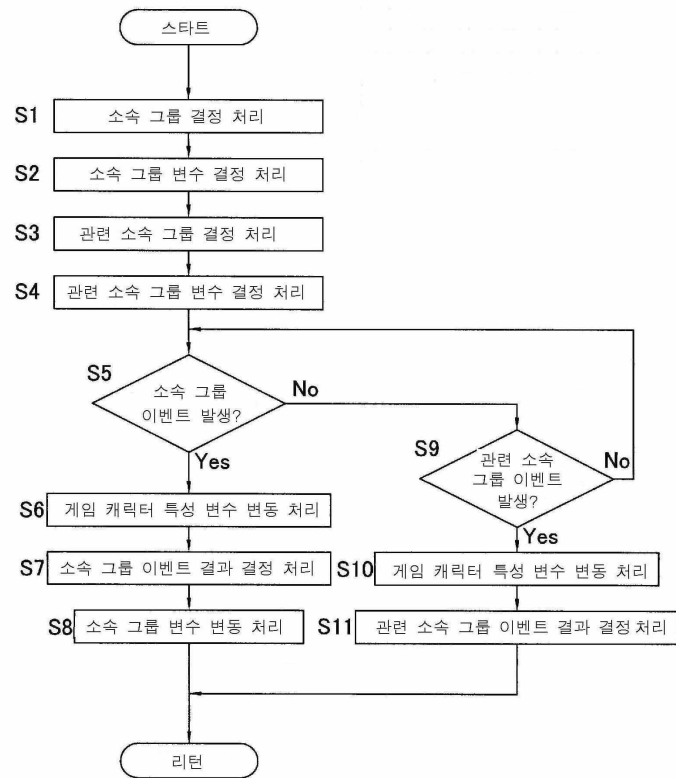 스타트
S1 소속 그룹 결정 처리
S2 소속 그룹 변수 결정 처리
S3 관련 소속 그룹 결정 처리
S4 관련 소속 그룹 변수 결정 처리
S5
소속 그룹
이벤트 발생?
No
Yes
S9
관련 소속
그룹 이벤트
발생?
No
Yes
S6 게임 캐릭터 특성 변수 변동 처리
S7 소속 그룹 이벤트 결과 결정 처리
S8 소속 그룹 변수 변동 처리
S10 게임 캐릭터 특성 변수 변동 처리
S11 관련 소속 그룹 이벤트 결과 결정 처리
리턴